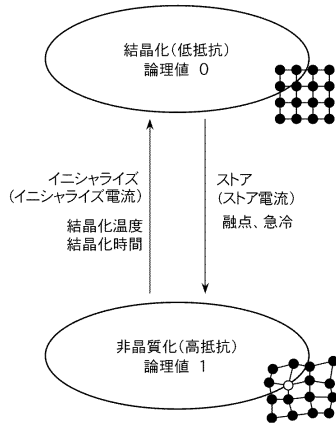 結晶化(低抵抗)
論理値 0
イニシャライズ
(イニシャライズ電流)
結晶化温度
結晶化時間
ストア
(ストア電流)
融点、急冷
非晶質化(高抵抗)
論理値 1